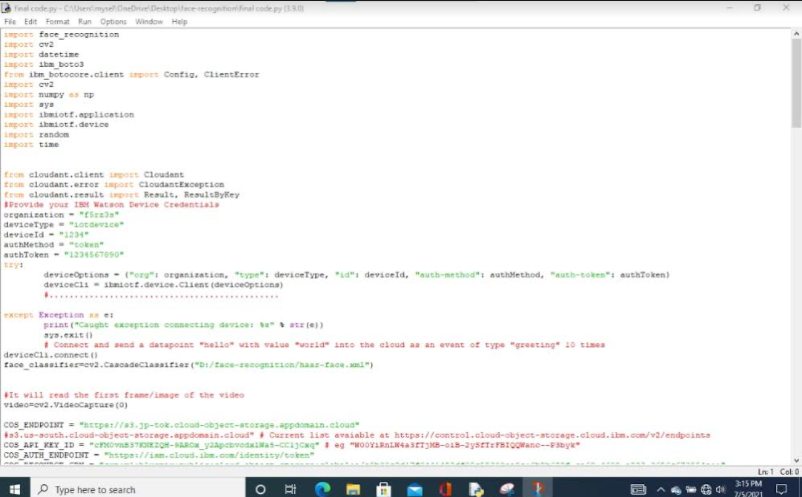 final code.py - C:\Users\mysel\OneDrive\Desktop\face-recognition\final code.py (3.9.0)
File Edit Format Run Options Window Help
import face_recognition
import cv2
import datetime
import ibm_boto3
from ibm_botocore.client import Config, ClientError
import cv2
import numpy as np
import sys
import ibmiotf.application
import ibmiotf.device
import random
import time
from cloudant.client import Cloudant
from cloudant.error import CloudantException
from cloudant.result import Result, ResultByKey
#Provide your IBM Watson Device Credentials
organization = "f5rz3s"
deviceType = "iotdevice"
deviceId = "1234"
authMethod = "token"
authToken = "1234567890"
try:
deviceOptions = {"org": organization, "type": deviceType, "id": deviceId, "auth-method": authMethod, "auth-token": authToken}
deviceCli = ibmiotf.device.Client(deviceOptions)
#..............................................
except Exception as e:
print("Caught exception connecting device: %s" % str(e))
sys.exit()
# Connect and send a datapoint "hello" with value "world" into the cloud as an event of type "greeting" 10 times
deviceCli.connect()
face_classifier=cv2.CascadeClassifier("D:/face-recognition/haar-face.xml")
#It will read the first frame/image of the video
video=cv2.VideoCapture(0)
COS_ENDPOINT = "https://s3.jp-tok.cloud-object-storage.appdomain.cloud"
#s3.us-south.cloud-object-storage.appdomain.cloud" # Current list avaiable at https://control.cloud-object-storage.cloud.ibm.com/v2/endpoints
COS_API_KEY_ID = # eg
COS_AUTH_ENDPOINT = "https://iam.cloud.ibm.com/identity/token"
Ln: 1 Col: 0
Type here to search
3:15 PM
7/5/2021